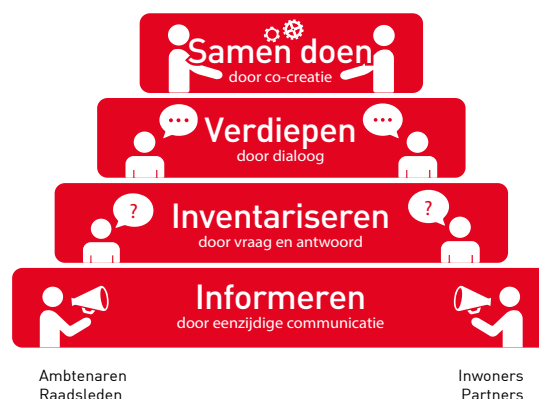 Samen doen
door co-creatie
... ...
Verdiepen
door dialoog
? ?
Inventariseren
door vraag en antwoord
Informeren
door eenzijdige communicatie
Ambtenaren Inwoners
Raadsleden Partners